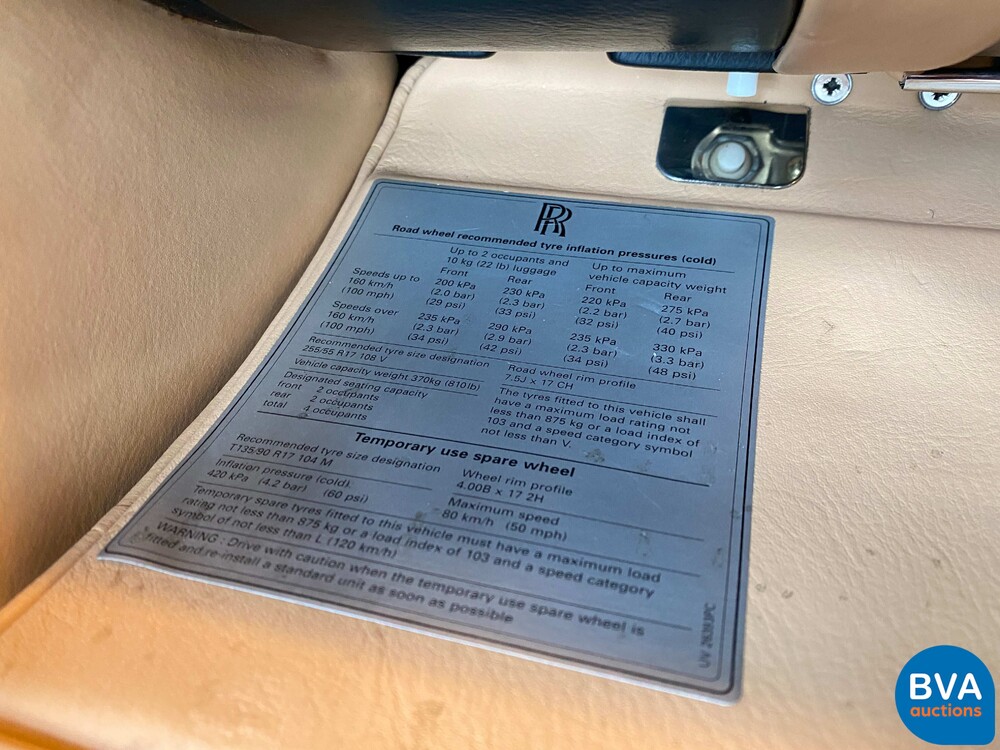 RR
Road wheel recommended tyre inflation pressures (cold)
Up to 2 occupants and
10 kg (22 lb) luggage
Up to maximum
vehicle capacity weight
Front Rear Front Rear
Speeds up to 200 kPa 230 kPa 220 kPa 275 kPa
160 km/h (2.0 bar) (2.3 bar) (2.2 bar) (2.7 bar)
(100 mph) (29 psi) (33 psi) (32 psi) (40 psi)
Speeds over 235 kPa 290 kPa 235 kPa 330 kPa
160 km/h (2.3 bar) (2.9 bar) (2.3 bar) (3.3 bar)
(100 mph) (34 psi) (42 psi) (34 psi) (48 psi)
Recommended tyre size designation
255/55 R17 108 V
Road wheel rim profile
7.5J x 17 CH
Vehicle capacity weight 370kg (810 lb)
Designated seating capacity
front 2 occupants
rear 2 occupants
total 4 occupants
The tyres fitted to this vehicle shall
have a maximum load rating not
less than 875 kg or a load index of
103 and a speed category symbol
not less than V.
Temporary use spare wheel
Recommended tyre size designation
T135/90 R17 104 M
Wheel rim profile
4.00B x 17 2H
Inflation pressure (cold)
420 kPa (4.2 bar) (60 psi)
Maximum speed
80 km/h (50 mph)
Temporary spare tyres fitted to this vehicle must have a maximum load
rating not less than 875 kg or a load index of 103 and a speed category
symbol of not less than L (120 km/h)
WARNING : Drive with caution when the temporary use spare wheel is
fitted and re-install a standard unit as soon as possible
BVA
auctions